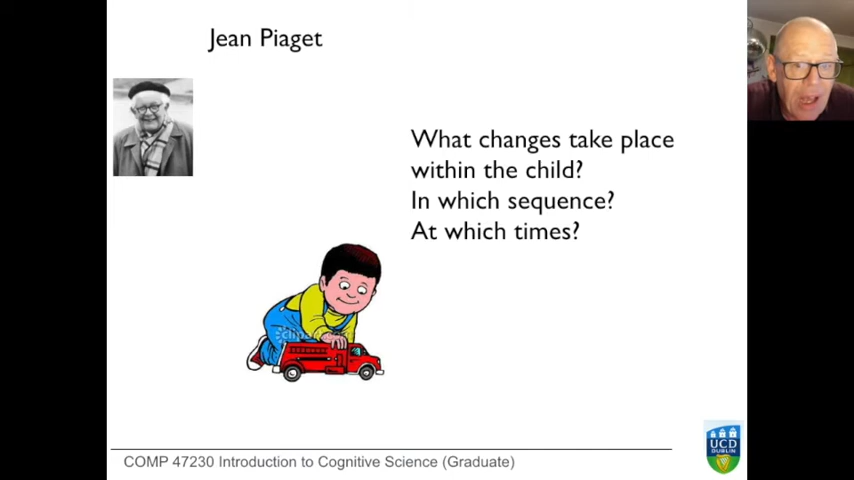 Jean Piaget
What changes take place
within the child?
In which sequence?
At which times?
COMP 47230 Introduction to Cognitive Science (Graduate)
UCD
DUBLIN